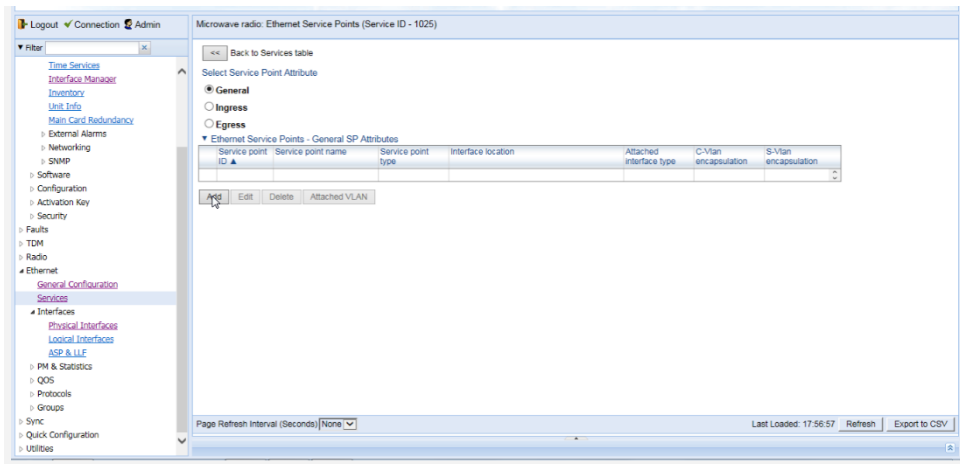 Logout Connection Admin
Microwave radio: Ethernet Service Points (Service ID - 1025)
Filter
<< Back to Services table
Time Services
Interface Manager
Inventory
Unit Info
Main Card Redundancy
External Alarms
Networking
SNMP
Software
Configuration
Activation Key
Security
Faults
TDM
Radio
Ethernet
General Configuration
Services
Interfaces
Physical Interfaces
Logical Interfaces
ASP & LLF
PM & Statistics
QOS
Protocols
Groups
Sync
Quick Configuration
Utilities
Select Service Point Attribute
General
Ingress
Egress
Ethernet Service Points - General SP Attributes
Service point ID ▲ Service point name Service point type Interface location Attached interface type C-Vlan encapsulation S-Vlan encapsulation
Add Edit Delete Attached VLAN
Page Refresh Interval (Seconds) None Last Loaded: 17:56:57 Refresh Export to CSV